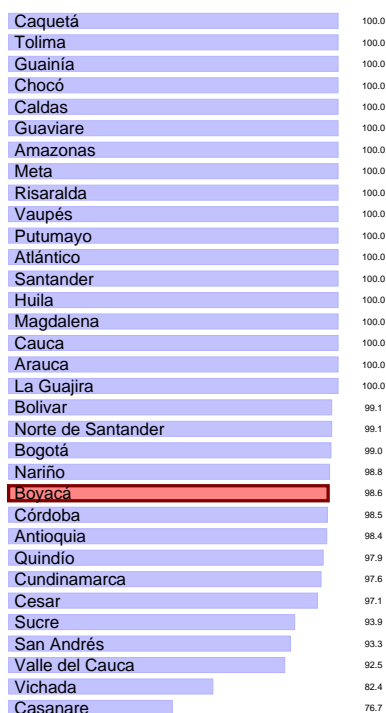 Caquetá 100.0
Tolima 100.0
Guainía 100.0
Chocó 100.0
Caldas 100.0
Guaviare 100.0
Amazonas 100.0
Meta 100.0
Risaralda 100.0
Vaupés 100.0
Putumayo 100.0
Atlántico 100.0
Santander 100.0
Huila 100.0
Magdalena 100.0
Cauca 100.0
Arauca 100.0
La Guajira 100.0
Bolivar 99.1
Norte de Santander 99.1
Bogotá 99.0
Nariño 98.8
Boyacá 98.6
Córdoba 98.5
Antioquia 98.4
Quindío 97.9
Cundinamarca 97.6
Cesar 97.1
Sucre 93.9
San Andrés 93.3
Valle del Cauca 92.5
Vichada 82.4
Casanare 76.7